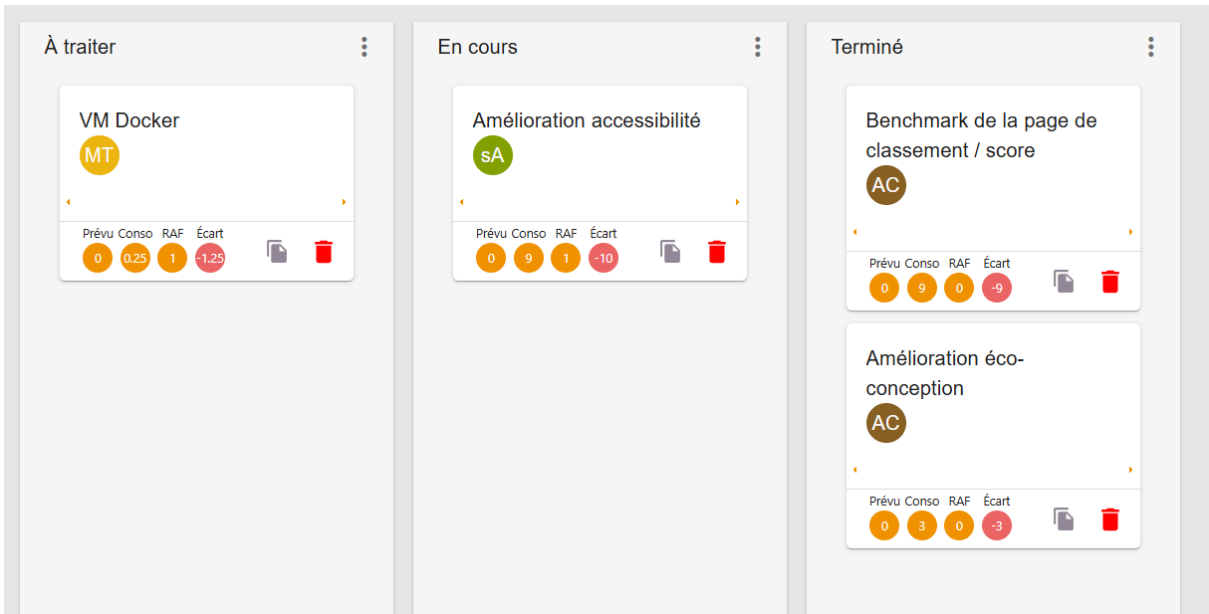 À traiter
VM Docker
MT
Prévu Conso RAF Écart
0 0.25 1 -1.25
En cours
Amélioration accessibilité
sA
Prévu Conso RAF Écart
0 9 1 -10
Terminé
Benchmark de la page de
classement / score
AC
Prévu Conso RAF Écart
0 9 0 -9
Amélioration éco-
conception
AC
Prévu Conso RAF Écart
0 3 0 -3